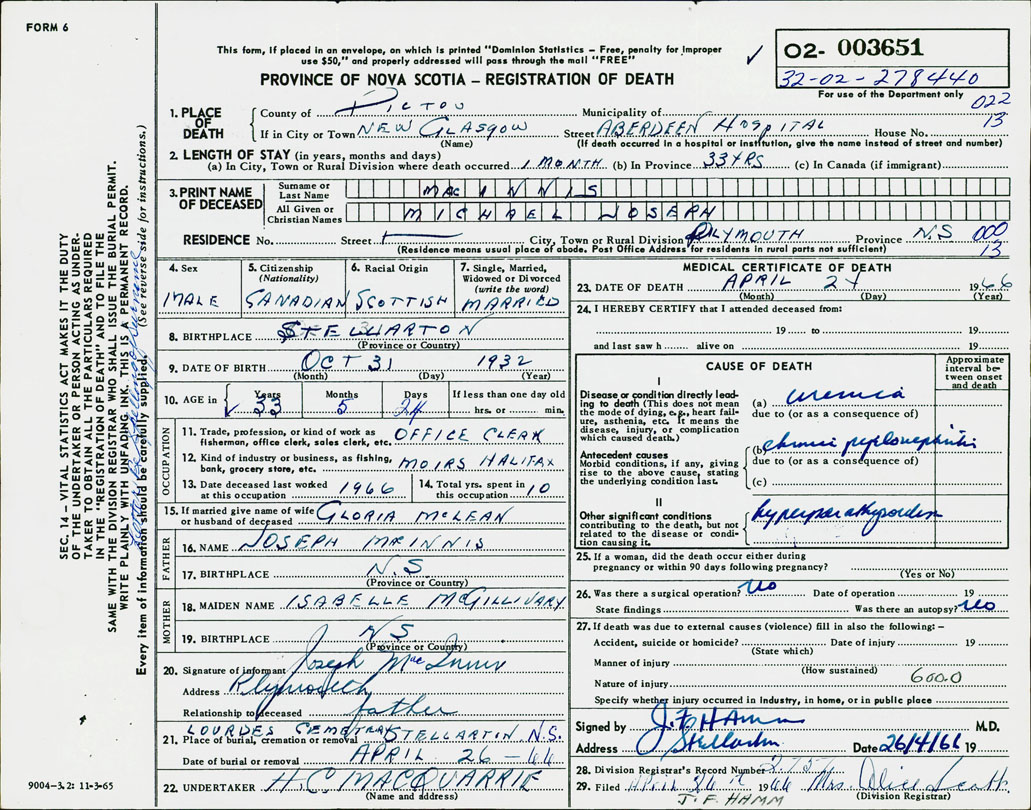 FORM 6
This form, if placed in an envelope, on which is printed "Dominion Statistics – Free, penalty for improper
use $50," and properly addressed will pass through the mail "FREE"
✓ 02- 003651
32-02-278440
For use of the Department only
PROVINCE OF NOVA SCOTIA – REGISTRATION OF DEATH
022
13
1. PLACE OF DEATH
County of PICTOU Municipality of
If in City or Town NEW GLASGOW Street ABERDEEN HOSPITAL House No.
(Name) (If death occurred in a hospital or institution, give the name instead of street and number)
2. LENGTH OF STAY (in years, months and days)
(a) In City, Town or Rural Division where death occurred 1 MONTH (b) In Province 33 YRS (c) In Canada (if immigrant)
3. PRINT NAME OF DECEASED
Surname or Last Name MACINNIS
All Given or Christian Names MICHAEL JOSEPH
RESIDENCE No. Street City, Town or Rural Division PLYMOUTH Province N.S 000
13
(Residence means usual place of abode. Post Office Address for residents in rural parts not sufficient)
4. Sex MALE
5. Citizenship (Nationality) CANADIAN
6. Racial Origin SCOTTISH
7. Single, Married, Widowed or Divorced (write the word) MARRIED
8. BIRTHPLACE STELLARTON
(Province or Country)
9. DATE OF BIRTH OCT 31 1932
(Month) (Day) (Year)
10. AGE in ✓ Years 33 Months 5 Days 24 If less than one day old hrs. or min.
OCCUPATION
11. Trade, profession, or kind of work as fisherman, office clerk, sales clerk, etc. OFFICE CLERK
12. Kind of industry or business, as fishing, bank, grocery store, etc. MOIRS HALIFAX
13. Date deceased last worked at this occupation 1966
14. Total yrs. spent in this occupation 10
15. If married give name of wife or husband of deceased GLORIA McLEAN
FATHER
16. NAME JOSEPH MCINNIS
17. BIRTHPLACE N.S.
(Province or Country)
MOTHER
18. MAIDEN NAME ISABELLE McGILLIVARY
19. BIRTHPLACE NS
(Province or Country)
20. Signature of informant Joseph MacInnis
Address Plymouth
Relationship to deceased father
LOURDES CEMETRAY STELLARTIN N.S.
21. Place of burial, cremation or removal
Date of burial or removal APRIL 26 - 66
22. UNDERTAKER H.C. MACQUARRIE
(Name and address)
MEDICAL CERTIFICATE OF DEATH
23. DATE OF DEATH APRIL 24 1966
(Month) (Day) (Year)
24. I HEREBY CERTIFY that I attended deceased from:
19 to 19
and last saw h alive on 19
CAUSE OF DEATH
Approximate interval between onset and death
I
Disease or condition directly leading to death (This does not mean the mode of dying, e.g., heart failure, asthenia, etc. It means the disease, injury, or complication which caused death.)
(a) uremia
due to (or as a consequence of)
(b) chronic pyelonephritis
due to (or as a consequence of)
(c)
Antecedent causes
Morbid conditions, if any, giving rise to the above cause, stating the underlying condition last.
II
Other significant conditions contributing to the death, but not related to the disease or condition causing it.
hyperparathyroidism
25. If a woman, did the death occur either during pregnancy or within 90 days following pregnancy?
(Yes or No)
26. Was there a surgical operation? no Date of operation 19
State findings Was there an autopsy? no
27. If death was due to external causes (violence) fill in also the following: –
Accident, suicide or homicide? Date of injury 19
(State which)
Manner of injury
(How sustained)
Nature of injury 600.0
Specify whether injury occurred in industry, in home, or in public place
Signed by J F Hamm M.D.
Address Stellarton Date 26/4/66 19
28. Division Registrar's Record Number
29. Filed April 26th 1966 Mrs. Alice Scott
(Division Registrar)
J. F. HAMM
SEC. 14 – VITAL STATISTICS ACT MAKES IT THE DUTY
OF THE UNDERTAKER OR PERSON ACTING AS UNDER-
TAKER TO OBTAIN ALL THE PARTICULARS REQUIRED
IN THE "REGISTRATION OF DEATH" AND TO FILE THE
SAME WITH THE DIVISION REGISTRAR WHO SHALL ISSUE THE BURIAL PERMIT.
WRITE PLAINLY WITH UNFADING INK. THIS IS A PERMANENT RECORD.
Every item of information should be carefully supplied. (See reverse side for instructions.)
9004-3.2: 11-3-65